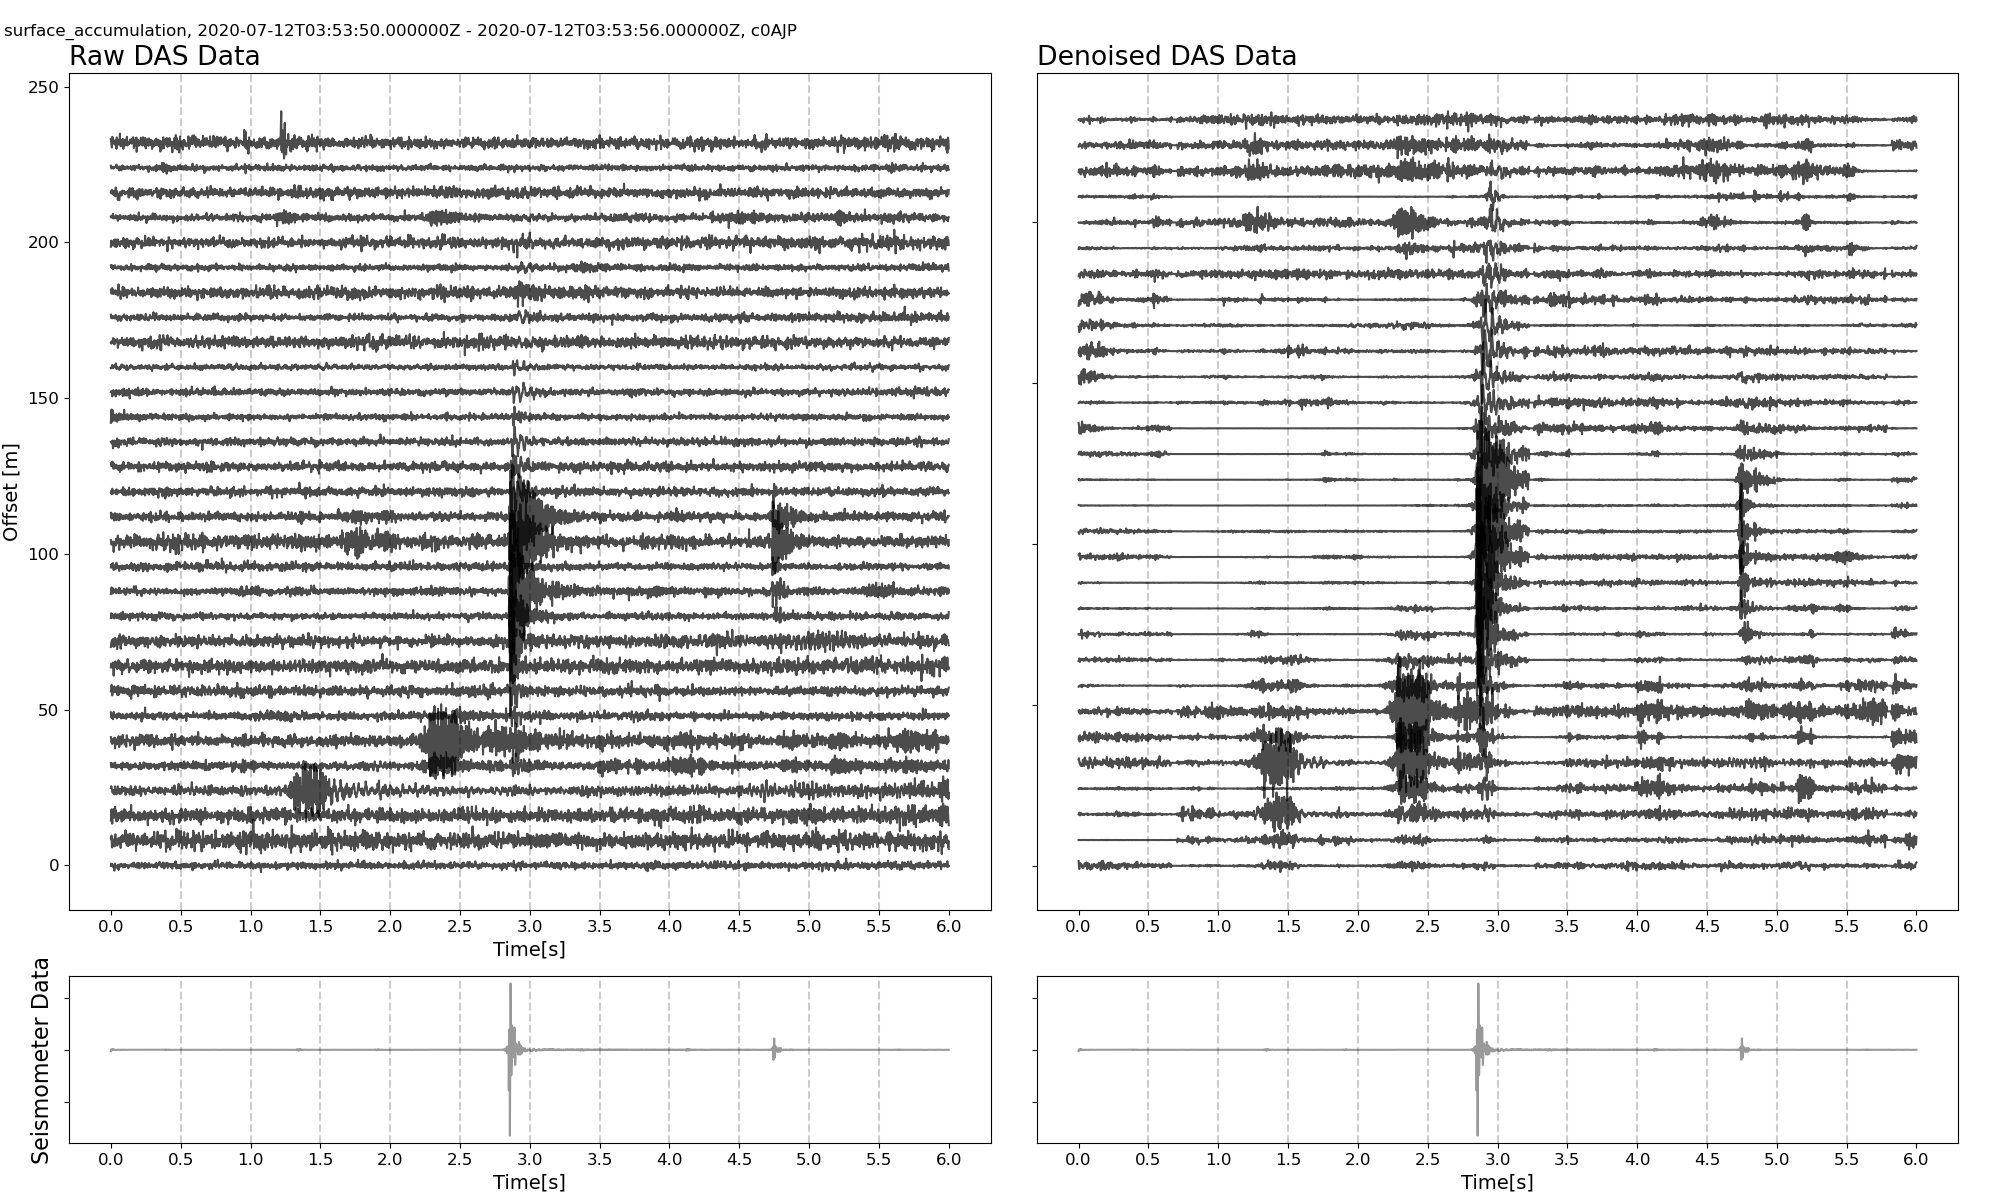 surface_accumulation, 2020-07-12T03:53:50.000000Z - 2020-07-12T03:53:56.000000Z, c0AJP
Raw DAS Data
Denoised DAS Data
250
200
150
100
50
0
Offset [m]
0.0 0.5 1.0 1.5 2.0 2.5 3.0 3.5 4.0 4.5 5.0 5.5 6.0
Time[s]
0.0 0.5 1.0 1.5 2.0 2.5 3.0 3.5 4.0 4.5 5.0 5.5 6.0
Seismometer Data
0.0 0.5 1.0 1.5 2.0 2.5 3.0 3.5 4.0 4.5 5.0 5.5 6.0
Time[s]
0.0 0.5 1.0 1.5 2.0 2.5 3.0 3.5 4.0 4.5 5.0 5.5 6.0
Time[s]